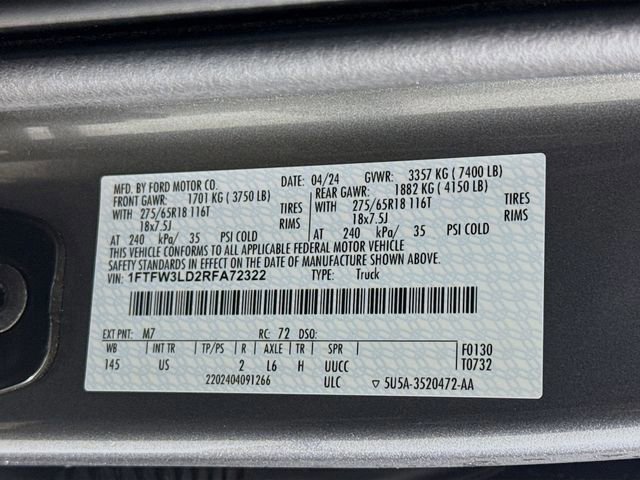 MFD. BY FORD MOTOR CO. DATE: 04/24 GVWR: 3357 KG ( 7400 LB)
FRONT GAWR: 1701 KG ( 3750 LB) REAR GAWR: 1882 KG ( 4150 LB)
WITH 275/65R18 116T TIRES WITH 275/65R18 116T TIRES
18x7.5J RIMS 18x7.5J RIMS
AT 240 kPa/ 35 PSI COLD AT 240 kPa/ 35 PSI COLD
THIS VEHICLE CONFORMS TO ALL APPLICABLE FEDERAL MOTOR VEHICLE
SAFETY STANDARDS IN EFFECT ON THE DATE OF MANUFACTURE SHOWN ABOVE.
VIN: 1FTFW3LD2RFA72322 TYPE: Truck
EXT PNT: M7 RC: 72 DSO:
WB INT TR TP/PS R AXLE TR SPR F0130
145 US 2 L6 H UUCC T0732
2202404091266 ULC 5U5A-3520472-AA